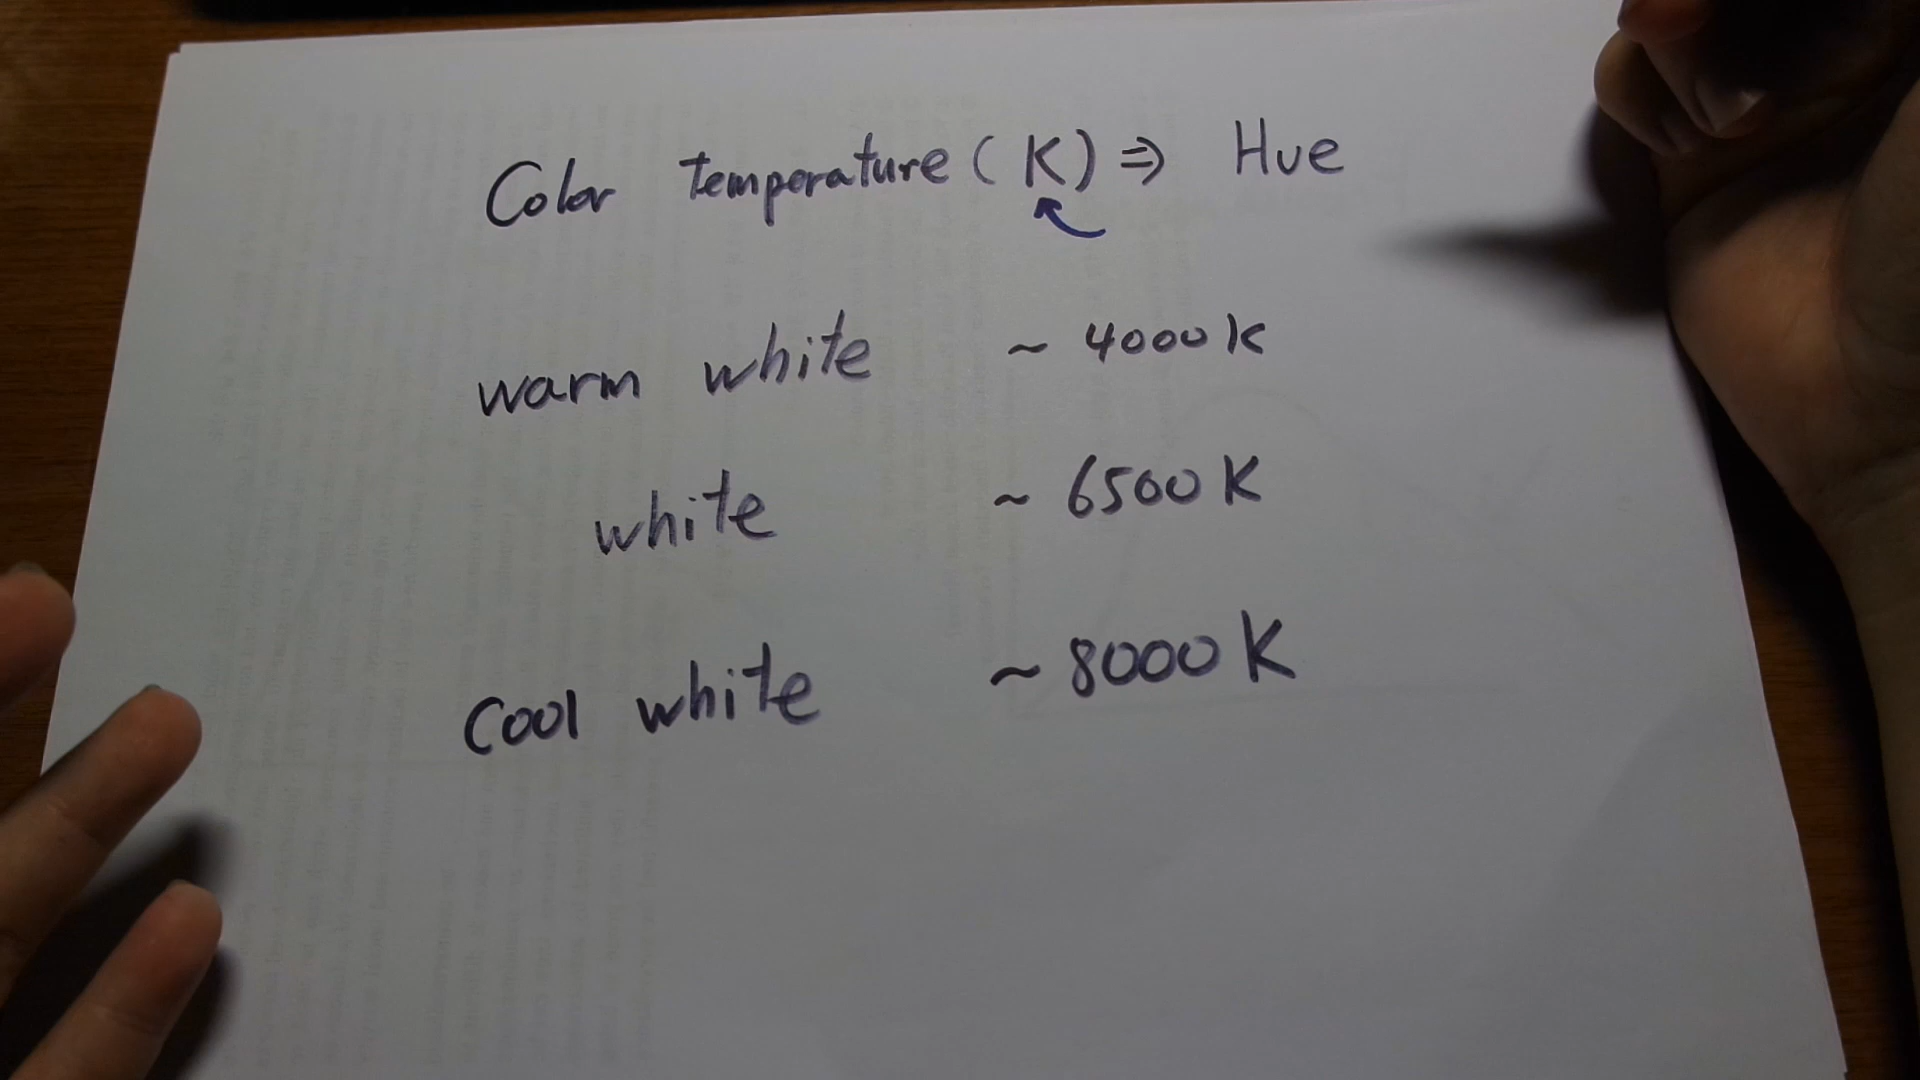 Color Temperature (K) ⇒ Hue
warm white ~ 4000 K
white ~ 6500 K
Cool white ~ 8000 K